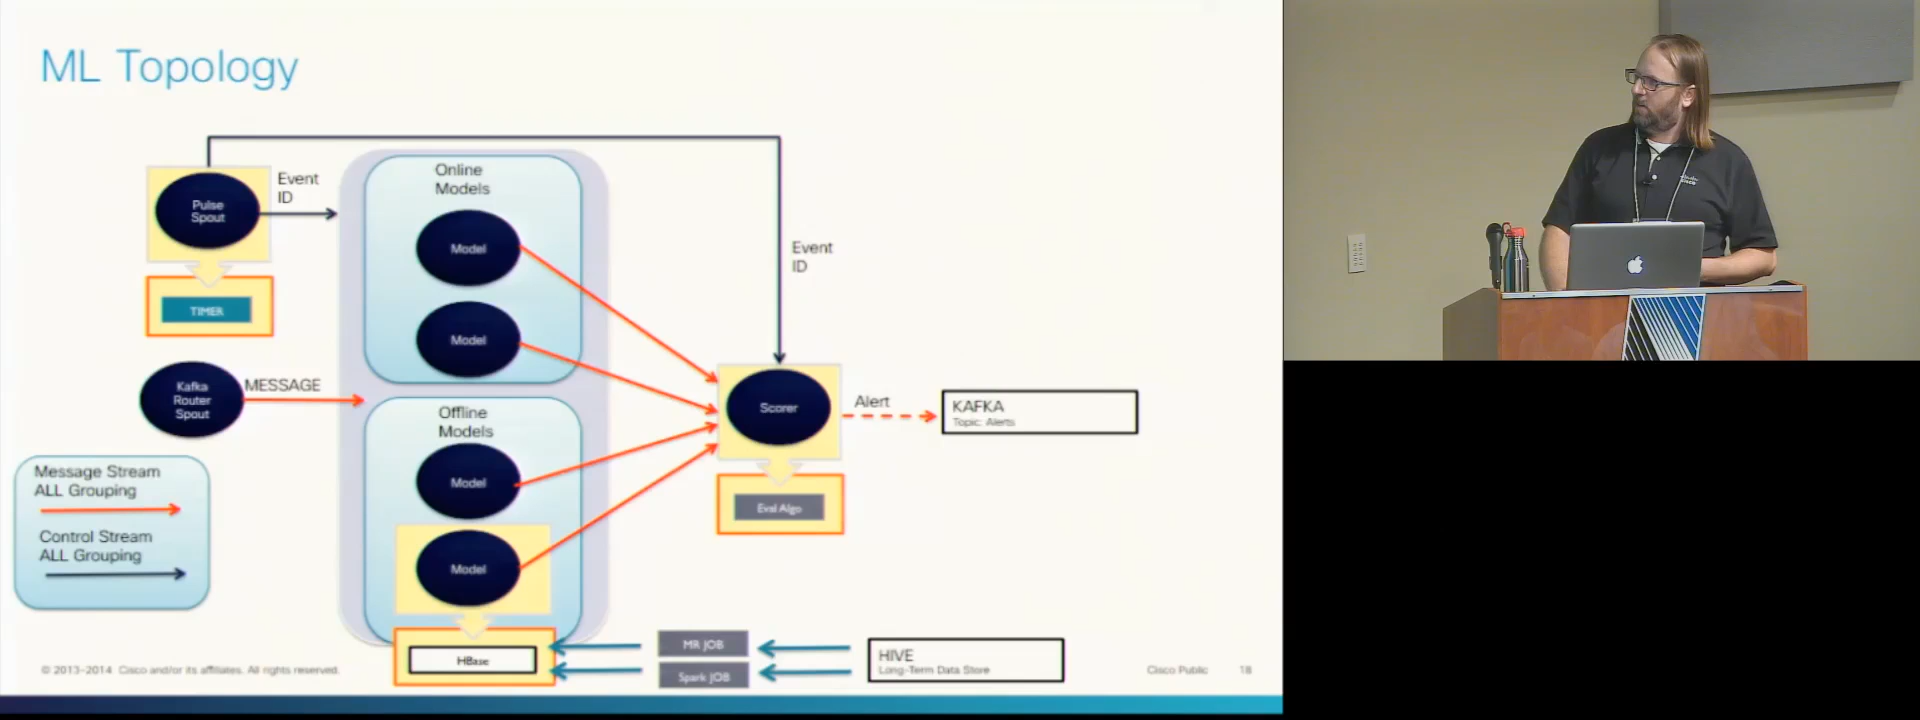 ML Topology
Event
ID
Pulse
Spout
TIMER
Kafka
Router
Spout
MESSAGE
Message Stream
ALL Grouping
Control Stream
ALL Grouping
Online
Models
Model
Model
Offline
Models
Model
Model
HBase
MR JOB
Spark JOB
HIVE
Long-Term Data Store
Event
ID
Scorer
Eval Algo
Alert
KAFKA
Topic: Alerts
© 2013-2014 Cisco and/or its affiliates. All rights reserved.
Cisco Public 18
CISCO